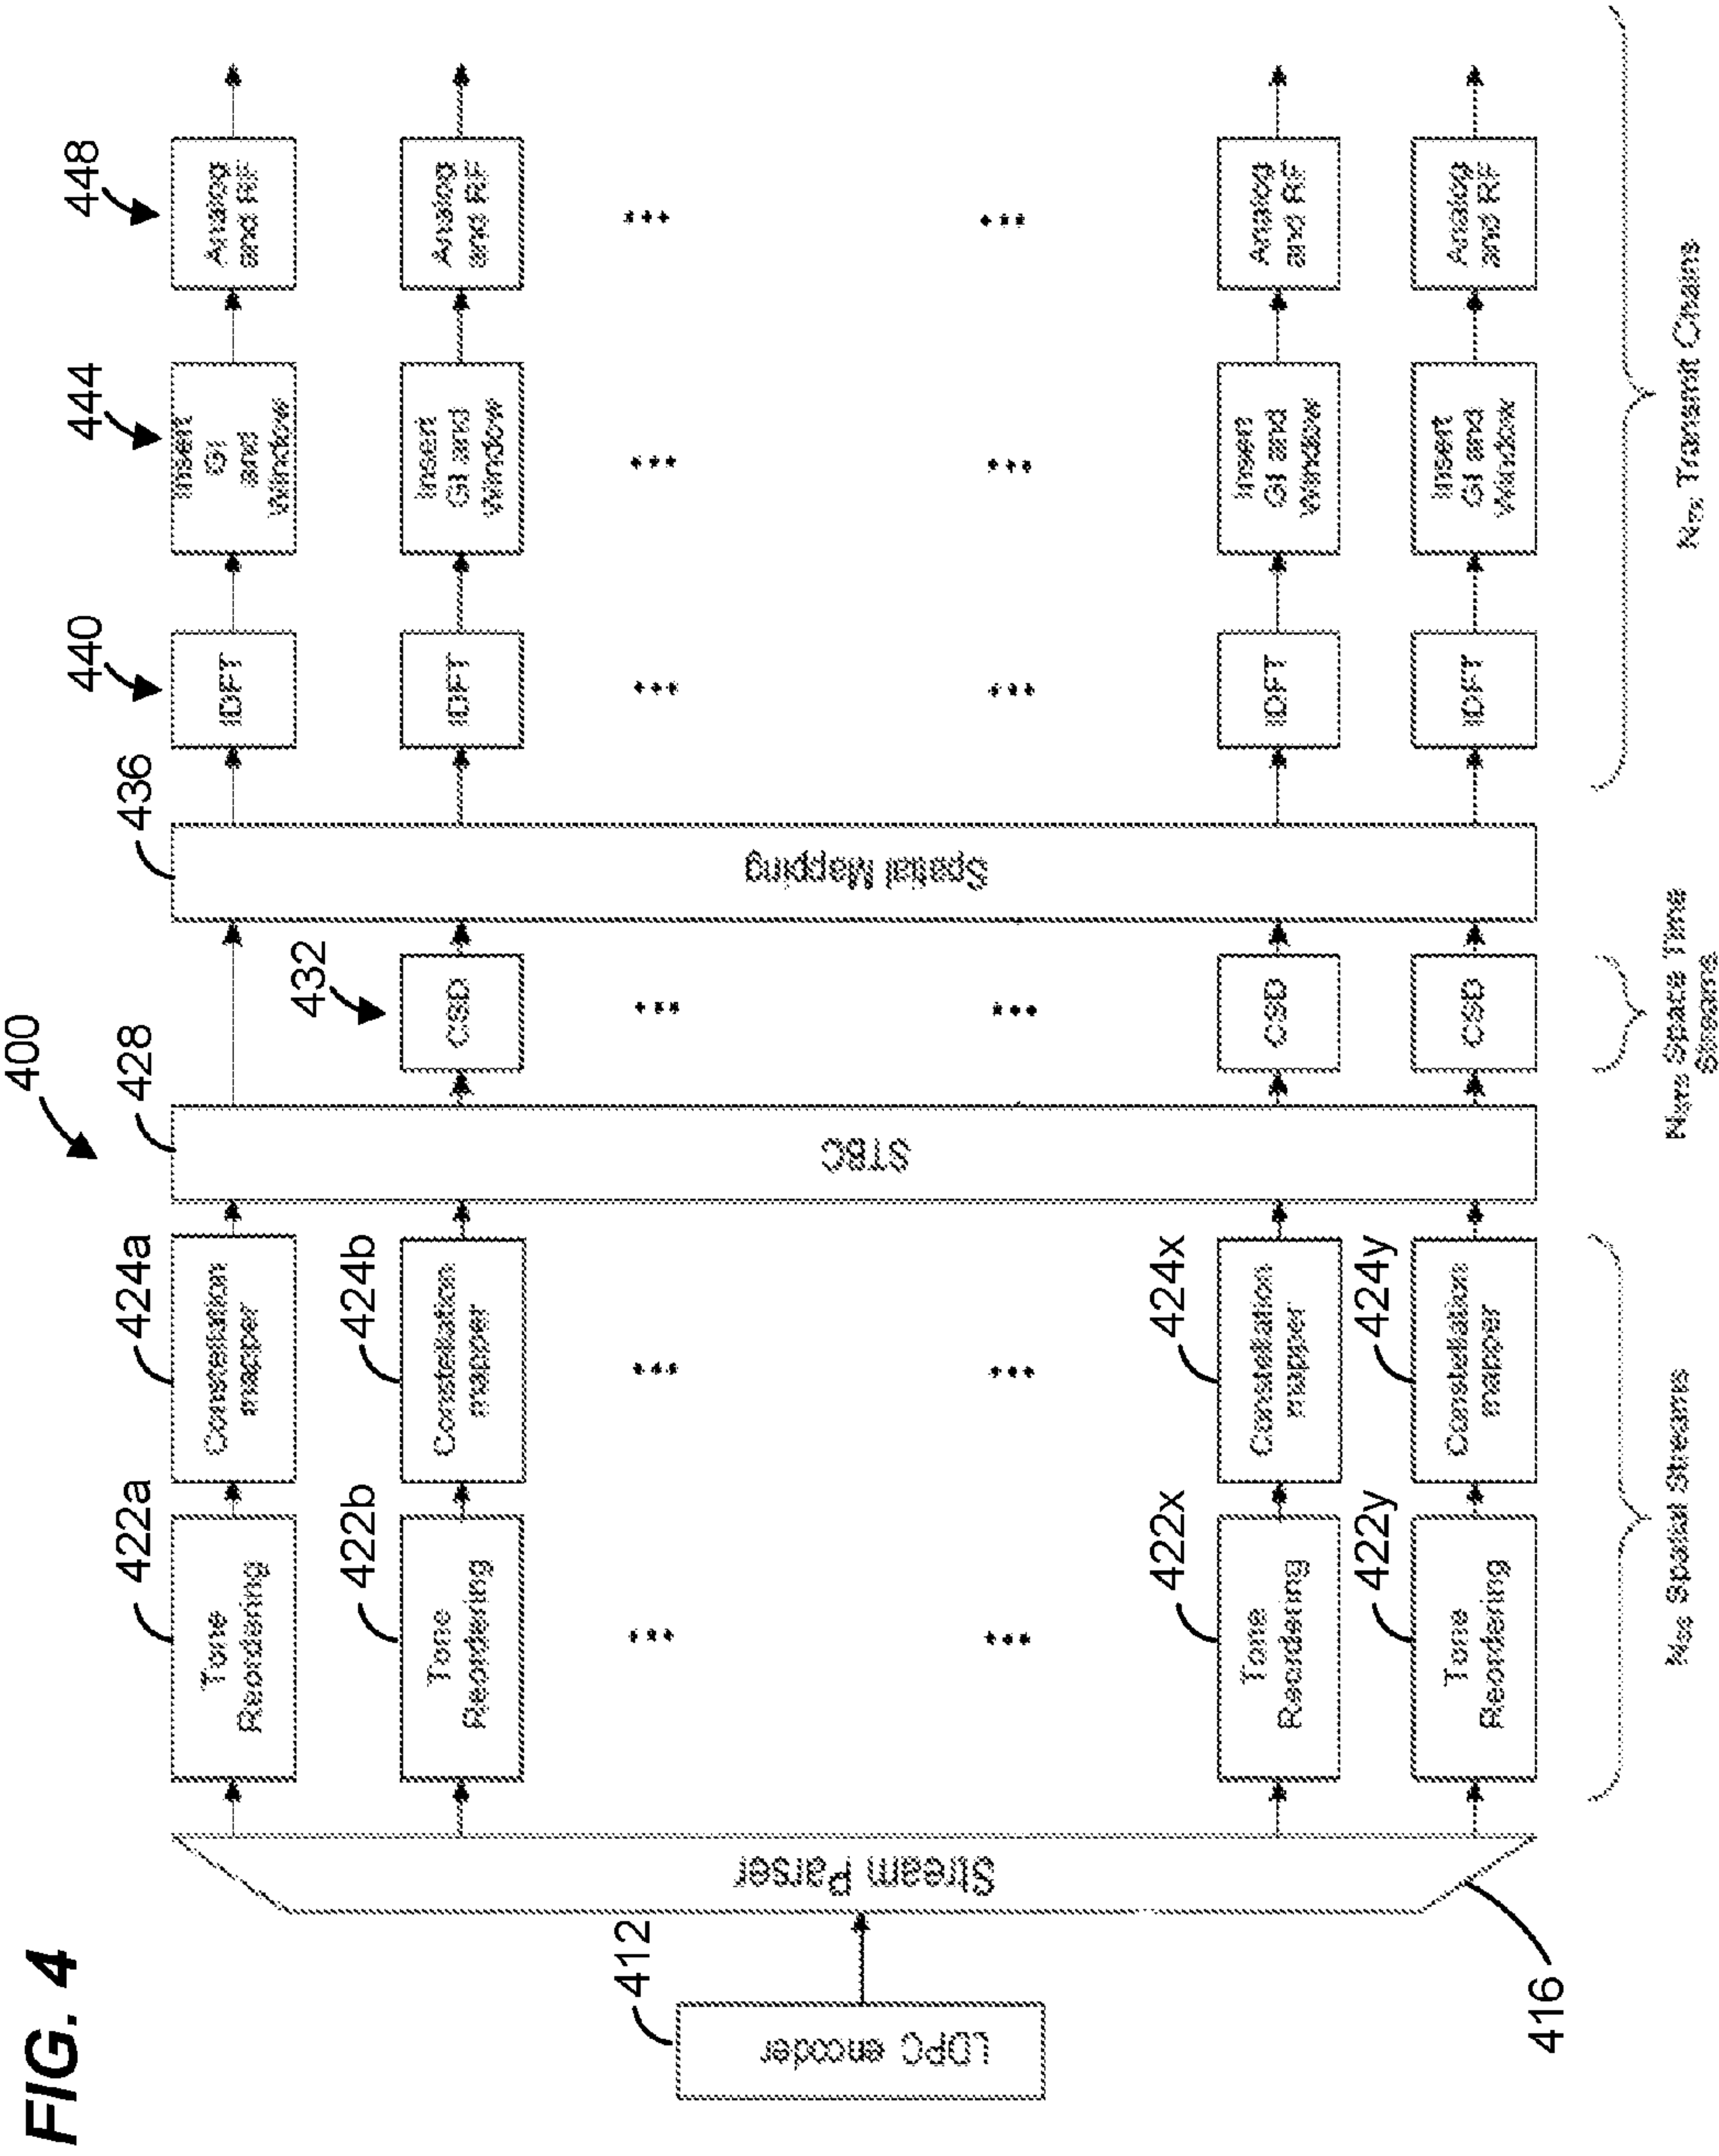 FIG. 4
400
412
LDPC encoder
416
Stream Parser
422a
Tone
Reordering
422b
Tone
Reordering
422x
Tone
Reordering
422y
Tone
Reordering
424a
Constellation
mapper
424b
Constellation
mapper
424x
Constellation
mapper
424y
Constellation
mapper
428
STBC
432
CSD
CSD
CSD
436
Spatial Mapping
440
IDFT
IDFT
IDFT
IDFT
444
Insert
GI
and
Window
Insert
GI and
Window
Insert
GI and
Window
Insert
GI and
Window
448
Analog
and RF
Analog
and RF
Analog
and RF
Analog
and RF
Nss Spatial Streams
Space Time
Streams
Transmit Chains